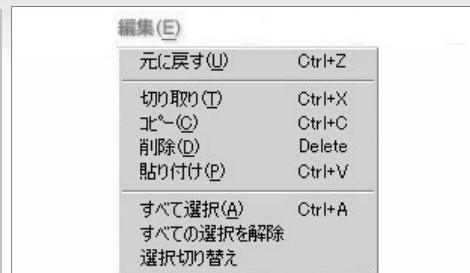 編集(E)
元に戻す(U) Ctrl+Z
切り取り(T) Ctrl+X
ｺﾋﾟｰ(C) Ctrl+C
削除(D) Delete
貼り付け(P) Ctrl+V
すべて選択(A) Ctrl+A
すべての選択を解除
選択切り替え